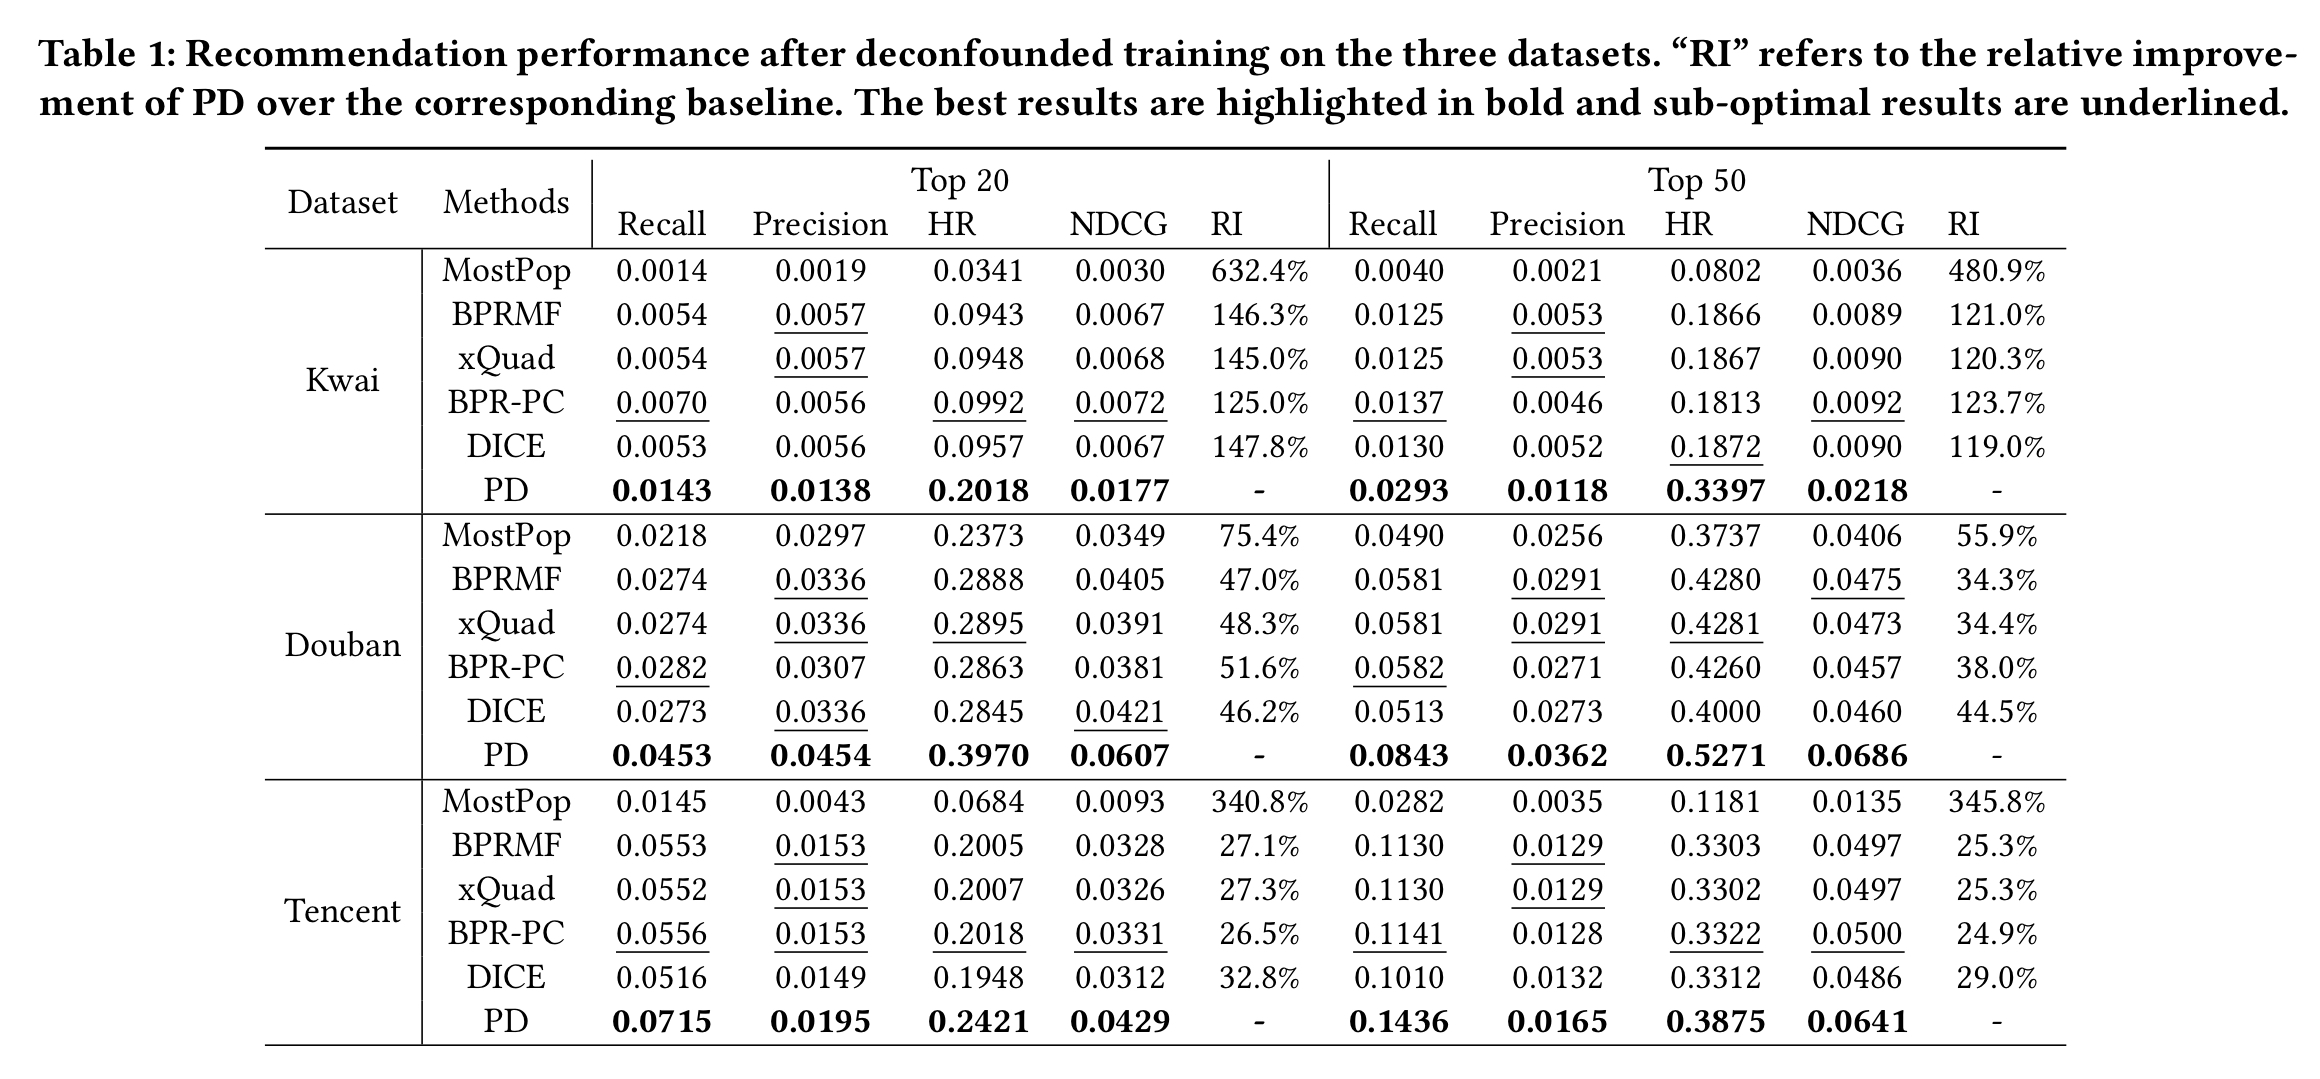 Table 1: Recommendation performance after deconfounded training on the three datasets. “RI” refers to the relative improve-
ment of PD over the corresponding baseline. The best results are highlighted in bold and sub-optimal results are underlined.
Dataset Methods Top 20 Top 50
Recall Precision HR NDCG RI Recall Precision HR NDCG RI
Kwai
MostPop 0.0014 0.0019 0.0341 0.0030 632.4% 0.0040 0.0021 0.0802 0.0036 480.9%
BPRMF 0.0054 0.0057 0.0943 0.0067 146.3% 0.0125 0.0053 0.1866 0.0089 121.0%
xQuad 0.0054 0.0057 0.0948 0.0068 145.0% 0.0125 0.0053 0.1867 0.0090 120.3%
BPR-PC 0.0070 0.0056 0.0992 0.0072 125.0% 0.0137 0.0046 0.1813 0.0092 123.7%
DICE 0.0053 0.0056 0.0957 0.0067 147.8% 0.0130 0.0052 0.1872 0.0090 119.0%
PD 0.0143 0.0138 0.2018 0.0177 - 0.0293 0.0118 0.3397 0.0218 -
Douban
MostPop 0.0218 0.0297 0.2373 0.0349 75.4% 0.0490 0.0256 0.3737 0.0406 55.9%
BPRMF 0.0274 0.0336 0.2888 0.0405 47.0% 0.0581 0.0291 0.4280 0.0475 34.3%
xQuad 0.0274 0.0336 0.2895 0.0391 48.3% 0.0581 0.0291 0.4281 0.0473 34.4%
BPR-PC 0.0282 0.0307 0.2863 0.0381 51.6% 0.0582 0.0271 0.4260 0.0457 38.0%
DICE 0.0273 0.0336 0.2845 0.0421 46.2% 0.0513 0.0273 0.4000 0.0460 44.5%
PD 0.0453 0.0454 0.3970 0.0607 - 0.0843 0.0362 0.5271 0.0686 -
Tencent
MostPop 0.0145 0.0043 0.0684 0.0093 340.8% 0.0282 0.0035 0.1181 0.0135 345.8%
BPRMF 0.0553 0.0153 0.2005 0.0328 27.1% 0.1130 0.0129 0.3303 0.0497 25.3%
xQuad 0.0552 0.0153 0.2007 0.0326 27.3% 0.1130 0.0129 0.3302 0.0497 25.3%
BPR-PC 0.0556 0.0153 0.2018 0.0331 26.5% 0.1141 0.0128 0.3322 0.0500 24.9%
DICE 0.0516 0.0149 0.1948 0.0312 32.8% 0.1010 0.0132 0.3312 0.0486 29.0%
PD 0.0715 0.0195 0.2421 0.0429 - 0.1436 0.0165 0.3875 0.0641 -